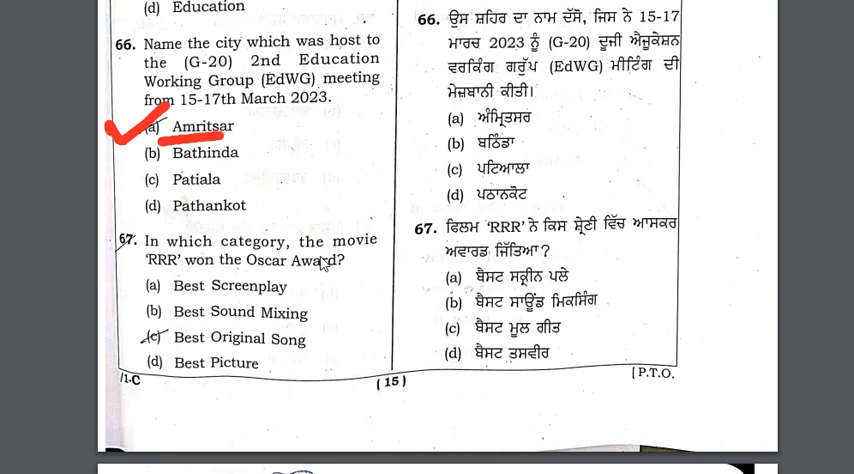 (d) Education
66. Name the city which was host to
the (G-20) 2nd Education
Working Group (EdWG) meeting
from 15-17th March 2023.
(a) Amritsar
(b) Bathinda
(c) Patiala
(d) Pathankot
67. In which category, the movie
'RRR' won the Oscar Award?
(a) Best Screenplay
(b) Best Sound Mixing
(c) Best Original Song
(d) Best Picture
66. ਉਸ ਸ਼ਹਿਰ ਦਾ ਨਾਮ ਦੱਸੋ, ਜਿਸ ਨੇ 15-17
ਮਾਰਚ 2023 ਨੂੰ (G-20) ਦੂਜੀ ਐਜੂਕੇਸ਼ਨ
ਵਰਕਿੰਗ ਗਰੁੱਪ (EdWG) ਮੀਟਿੰਗ ਦੀ
ਮੇਜ਼ਬਾਨੀ ਕੀਤੀ।
(a) ਅੰਮ੍ਰਿਤਸਰ
(b) ਬਠਿੰਡਾ
(c) ਪਟਿਆਲਾ
(d) ਪਠਾਨਕੋਟ
67. ਫਿਲਮ 'RRR' ਨੇ ਕਿਸ ਸ਼੍ਰੇਣੀ ਵਿੱਚ ਆਸਕਰ
ਅਵਾਰਡ ਜਿੱਤਿਆ?
(a) ਬੈਸਟ ਸਕ੍ਰੀਨ ਪਲੇ
(b) ਬੈਸਟ ਸਾਊਂਡ ਮਿਕਸਿੰਗ
(c) ਬੈਸਟ ਮੂਲ ਗੀਤ
(d) ਬੈਸਟ ਤਸਵੀਰ
/1-C
(15)
[P.T.O.